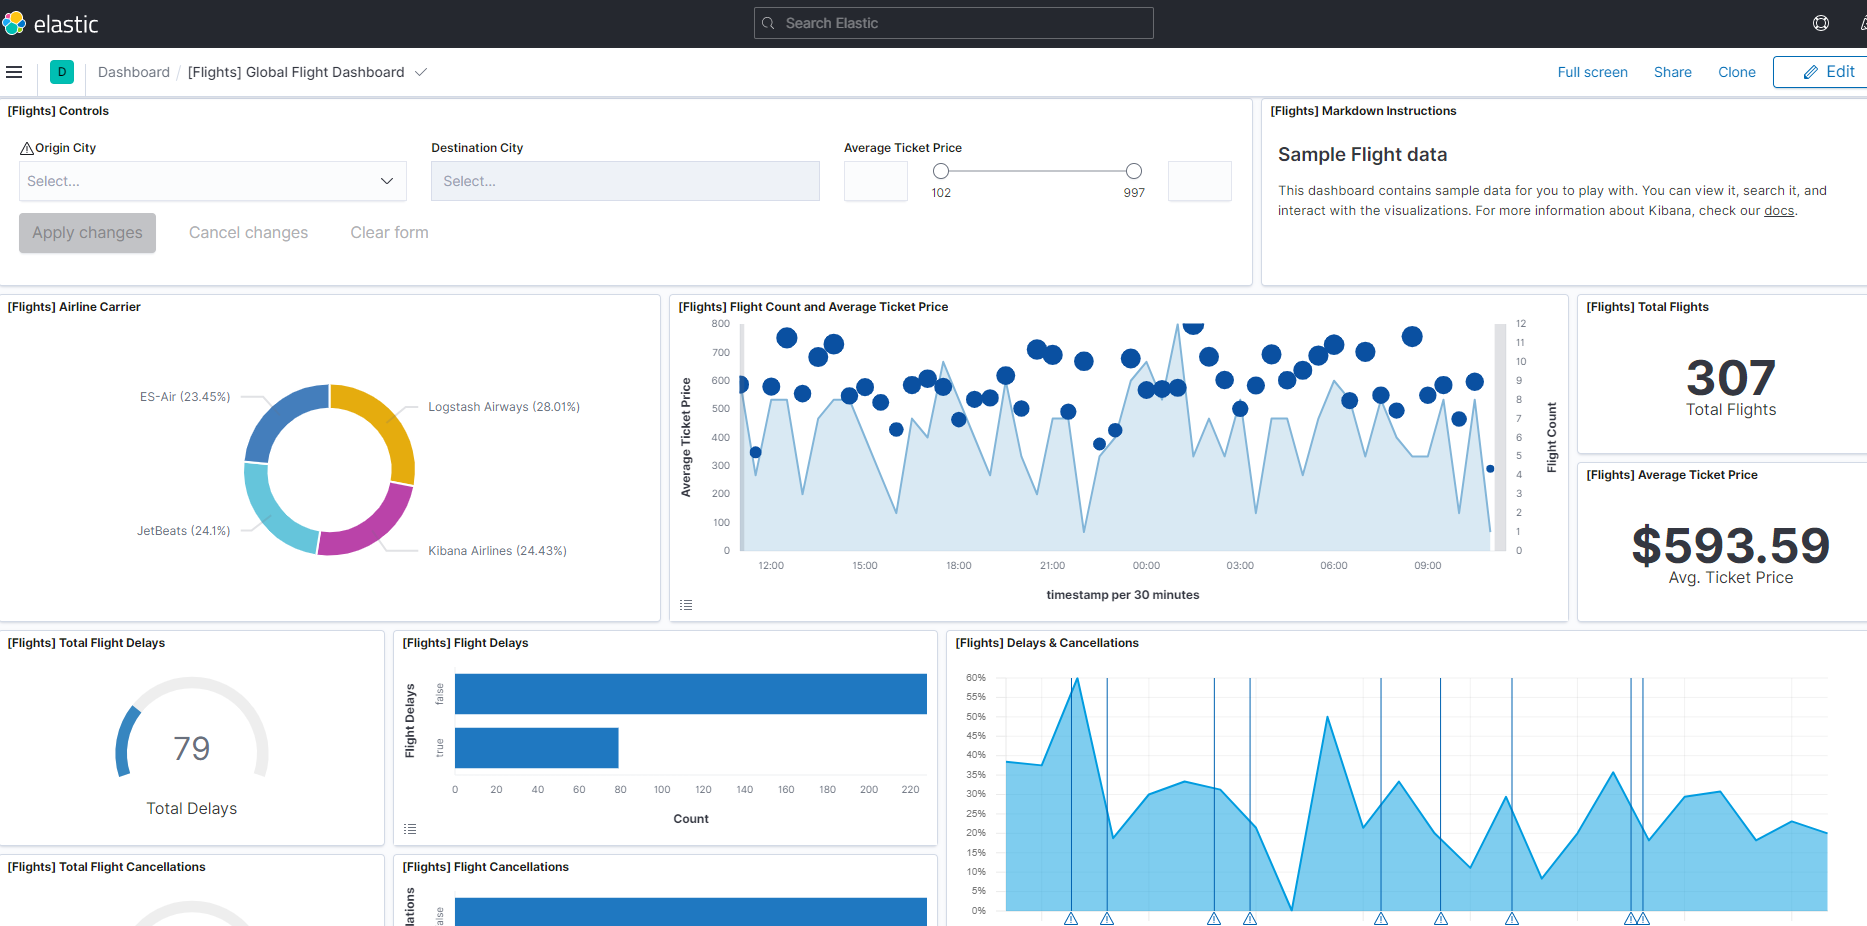 elastic
Search Elastic
D
Dashboard / [Flights] Global Flight Dashboard
Full screen
Share
Clone
Edit
[Flights] Controls
Origin City
Destination City
Average Ticket Price
Select...
Select...
102
997
Apply changes
Cancel changes
Clear form
[Flights] Markdown Instructions
Sample Flight data
This dashboard contains sample data for you to play with. You can view it, search it, and
interact with the visualizations. For more information about Kibana, check our docs.
[Flights] Airline Carrier
ES-Air (23.45%)
Logstash Airways (28.01%)
JetBeats (24.1%)
Kibana Airlines (24.43%)
[Flights] Flight Count and Average Ticket Price
Average Ticket Price
800
700
600
500
400
300
200
100
0
12
11
10
9
8
7
6
5
4
3
2
1
0
Flight Count
12:00 15:00 18:00 21:00 00:00 03:00 06:00 09:00
timestamp per 30 minutes
[Flights] Total Flights
307
Total Flights
[Flights] Average Ticket Price
$593.59
Avg. Ticket Price
[Flights] Total Flight Delays
79
Total Delays
[Flights] Flight Delays
Flight Delays
false
true
0 20 40 60 80 100 120 140 160 180 200 220
Count
[Flights] Delays & Cancellations
60%
55%
50%
45%
40%
35%
30%
25%
20%
15%
10%
5%
0%
[Flights] Total Flight Cancellations
[Flights] Flight Cancellations
lations
alse